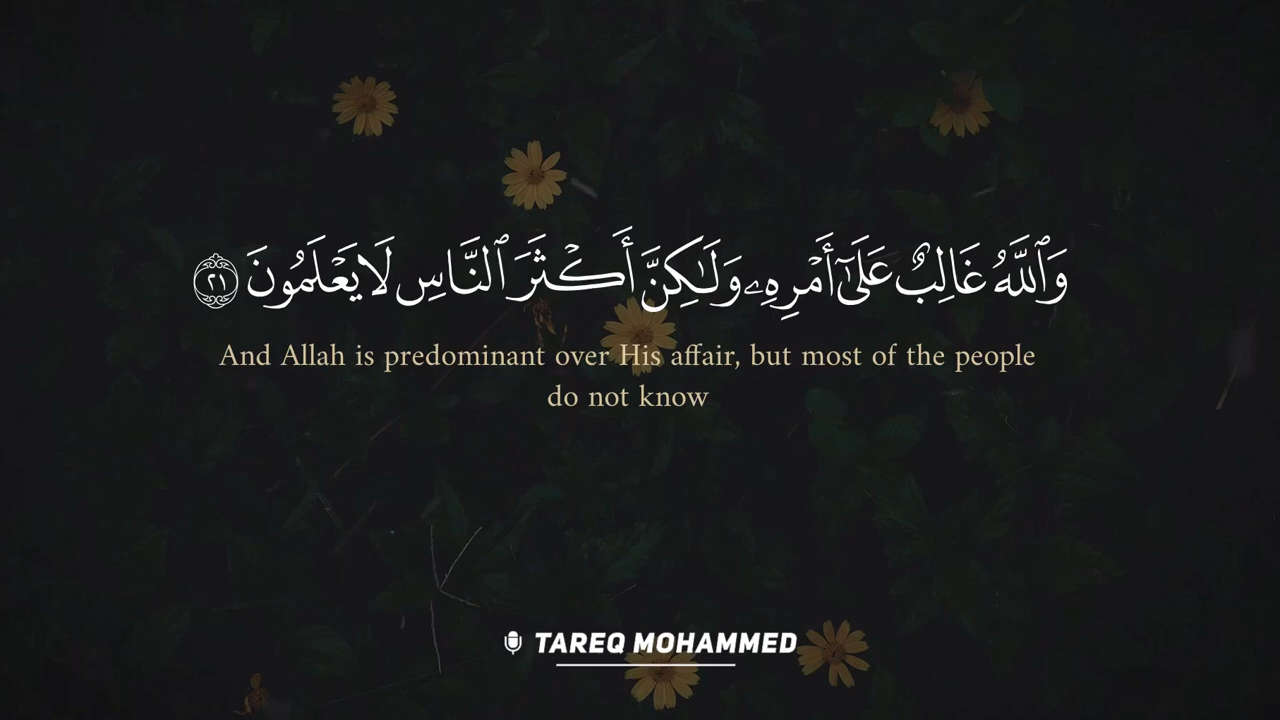 وَٱللَّهُ غَالِبٌ عَلَىٰٓ أَمْرِهِۦ وَلَـٰكِنَّ أَكْثَرَ ٱلنَّاسِ لَا يَعْلَمُونَ ٢١
And Allah is predominant over His affair, but most of the people
do not know
TAREQ MOHAMMED